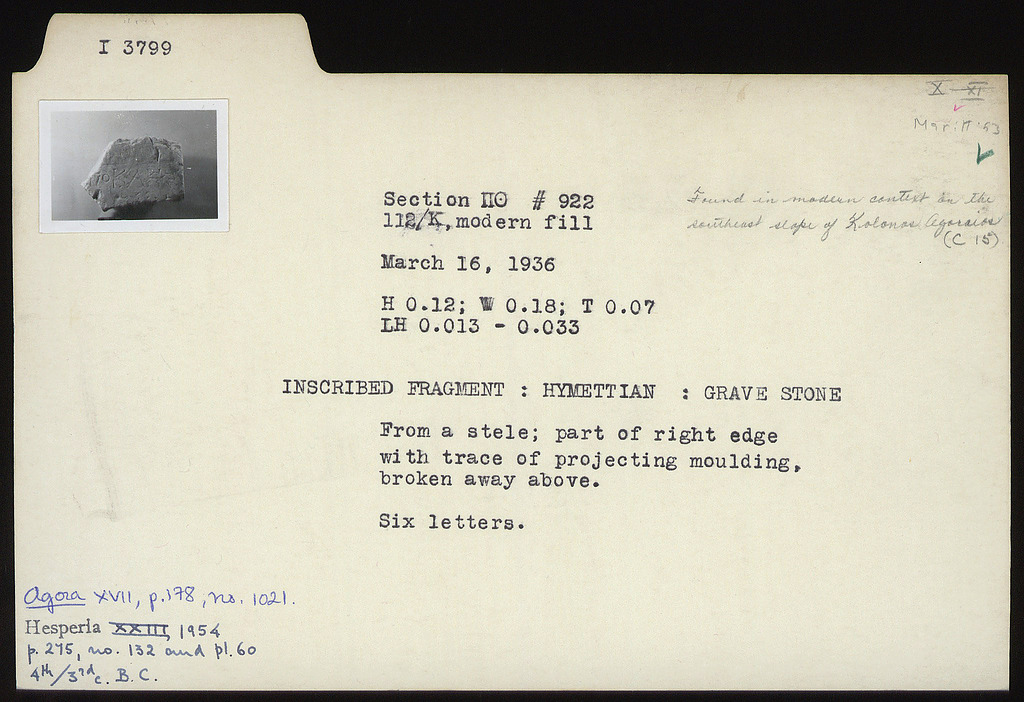 I 3799
X XI
Section ΠΘ # 922
112/K, modern fill
Found in modern context on the
southeast slope of Kolonos Agoraios
(C 15)
March 16, 1936
H 0.12; W 0.18; T 0.07
LH 0.013 - 0.033
INSCRIBED FRAGMENT : HYMETTIAN : GRAVE STONE
From a stele; part of right edge
with trace of projecting moulding,
broken away above.
Six letters.
Agora XVII, p.178, no. 1021.
Hesperia XXIII, 1954
p. 275, no. 132 and pl. 60
4th/3rd c. B.C.